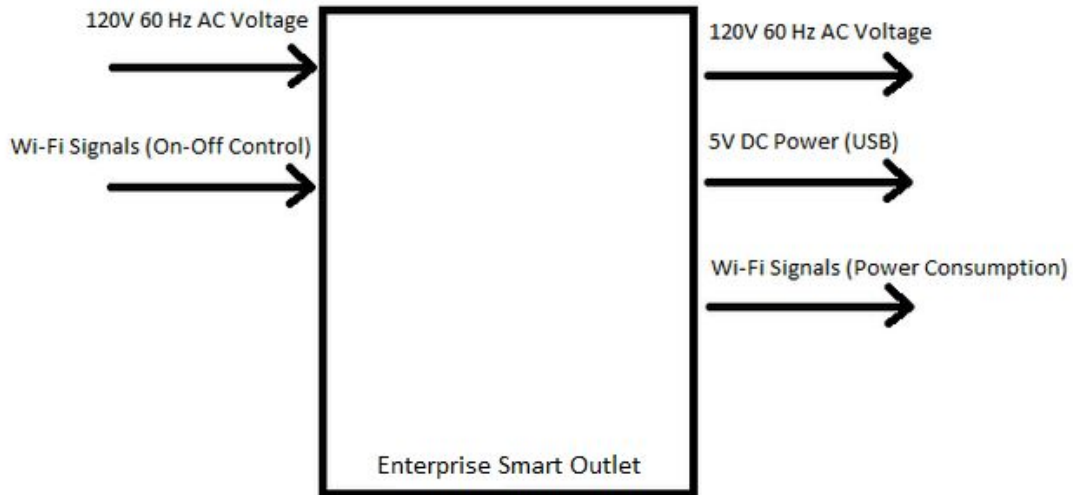 120V 60 Hz AC Voltage
Wi-Fi Signals (On-Off Control)
120V 60 Hz AC Voltage
5V DC Power (USB)
Wi-Fi Signals (Power Consumption)
Enterprise Smart Outlet